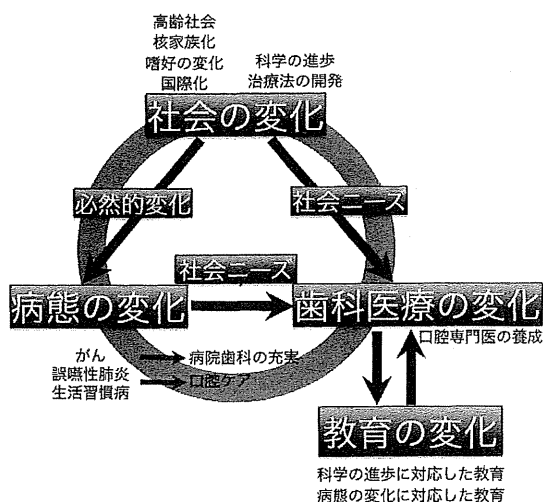 高齢社会
核家族化
嗜好の変化
国際化
科学の進歩
治療法の開発
社会の変化
必然的変化
社会ニーズ
社会ニーズ
病態の変化
歯科医療の変化
口腔専門医の養成
がん
誤嚥性肺炎
生活習慣病
病院歯科の充実
口腔ケア
教育の変化
科学の進歩に対応した教育
病態の変化に対応した教育